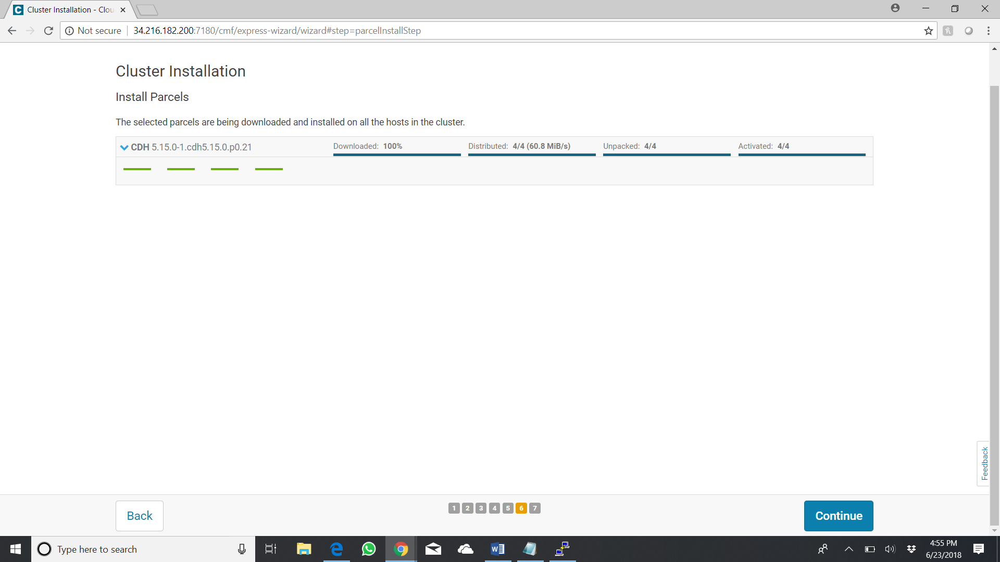 Cluster Installation - Clou
Not secure
34.216.182.200:7180/cmf/express-wizard/wizard#step=parcelInstallStep
Cluster Installation
Install Parcels
The selected parcels are being downloaded and installed on all the hosts in the cluster.
CDH 5.15.0-1.cdh5.15.0.p0.21
Downloaded: 100%
Distributed: 4/4 (60.8 MiB/s)
Unpacked: 4/4
Activated: 4/4
Feedback
Back
1 2 3 4 5 6 7
Continue
Type here to search
4:55 PM
6/23/2018